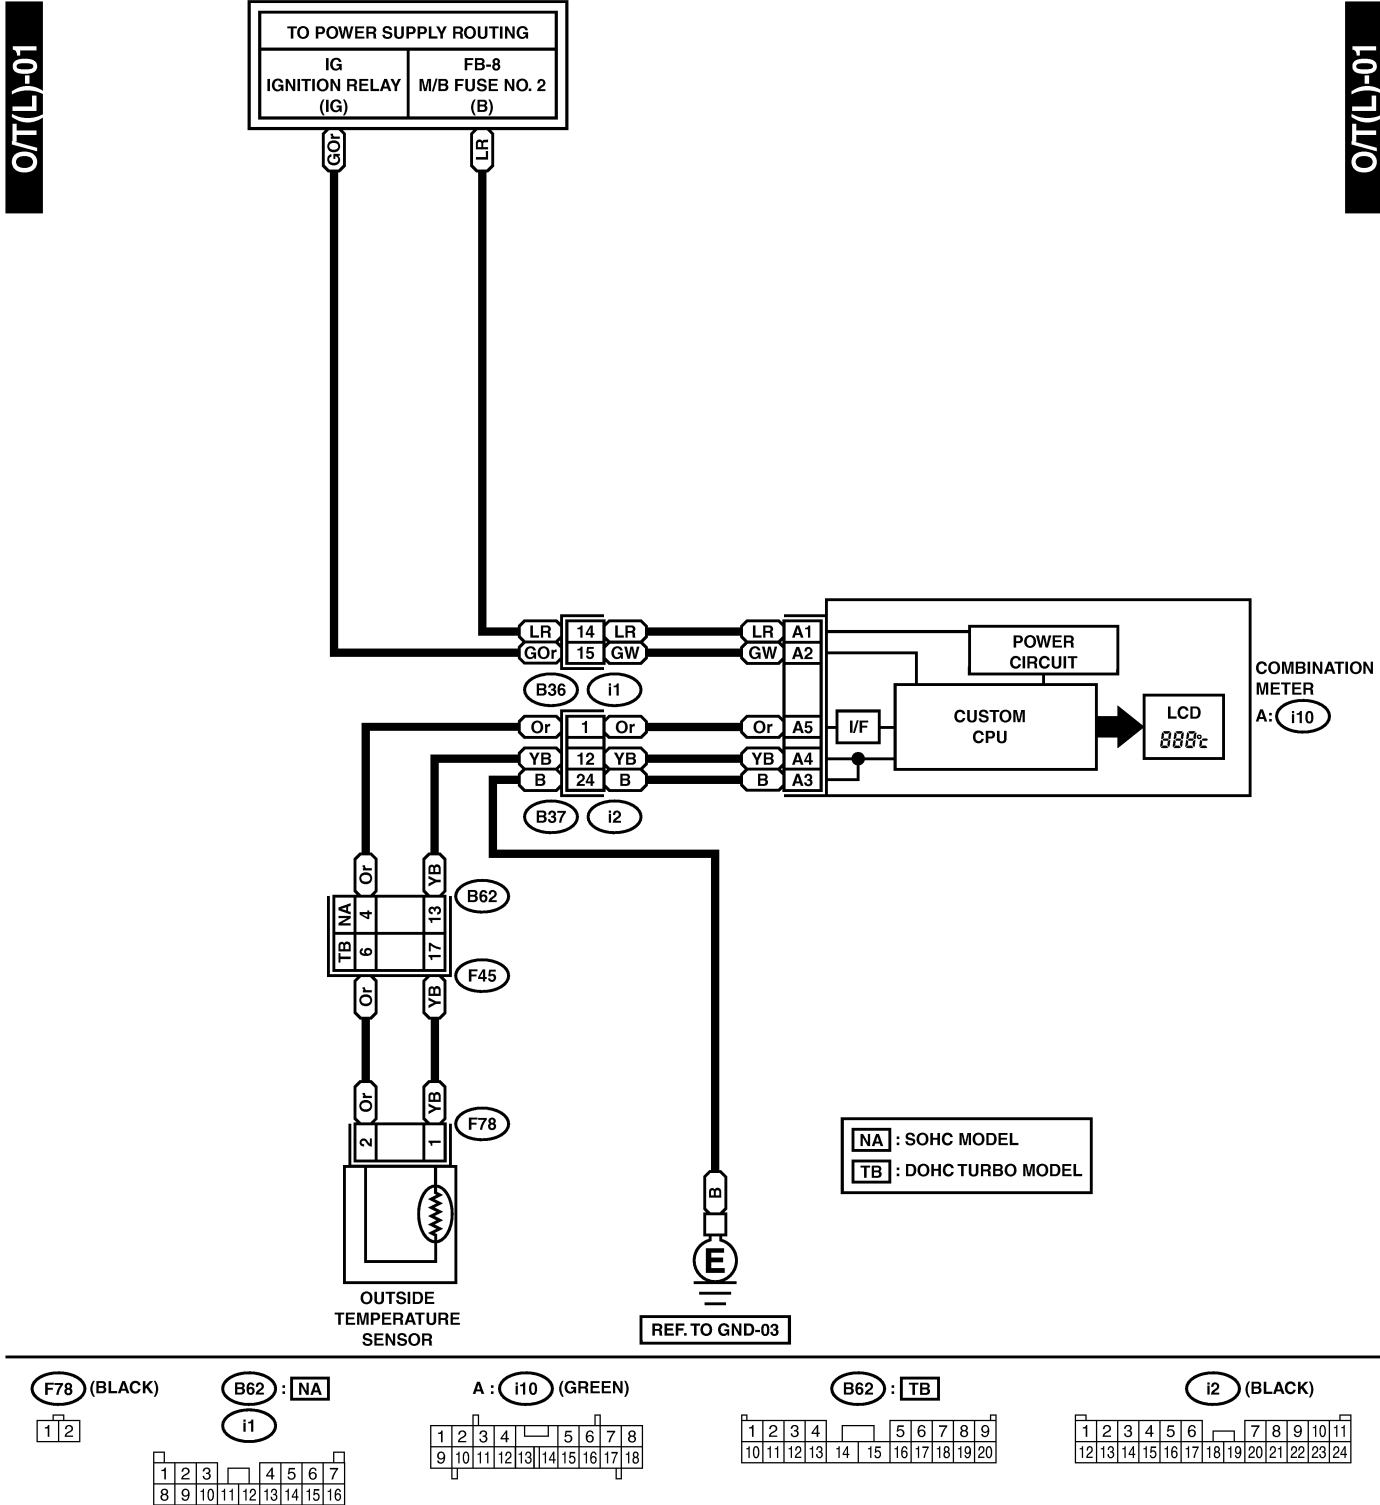 O/T(L)-01
O/T(L)-01
TO POWER SUPPLY ROUTING
IG
IGNITION RELAY
(IG)
FB-8
M/B FUSE NO. 2
(B)
GOr
LR
LR 14 LR LR A1
GOr 15 GW GW A2
B36 i1
Or 1 Or Or A5
YB 12 YB YB A4
B 24 B B A3
B37 i2
POWER
CIRCUIT
I/F
CUSTOM
CPU
LCD
888℃
COMBINATION
METER
A: i10
Or YB
B62
NA 4 13
TB 6 17
F45
Or YB
Or YB
F78
2 1
OUTSIDE
TEMPERATURE
SENSOR
B
E
REF. TO GND-03
NA : SOHC MODEL
TB : DOHC TURBO MODEL
F78 (BLACK)
1 2
B62 : NA
i1
1 2 3 4 5 6 7
8 9 10 11 12 13 14 15 16
A : i10 (GREEN)
1 2 3 4 5 6 7 8
9 10 11 12 13 14 15 16 17 18
B62 : TB
1 2 3 4 5 6 7 8 9
10 11 12 13 14 15 16 17 18 19 20
i2 (BLACK)
1 2 3 4 5 6 7 8 9 10 11
12 13 14 15 16 17 18 19 20 21 22 23 24